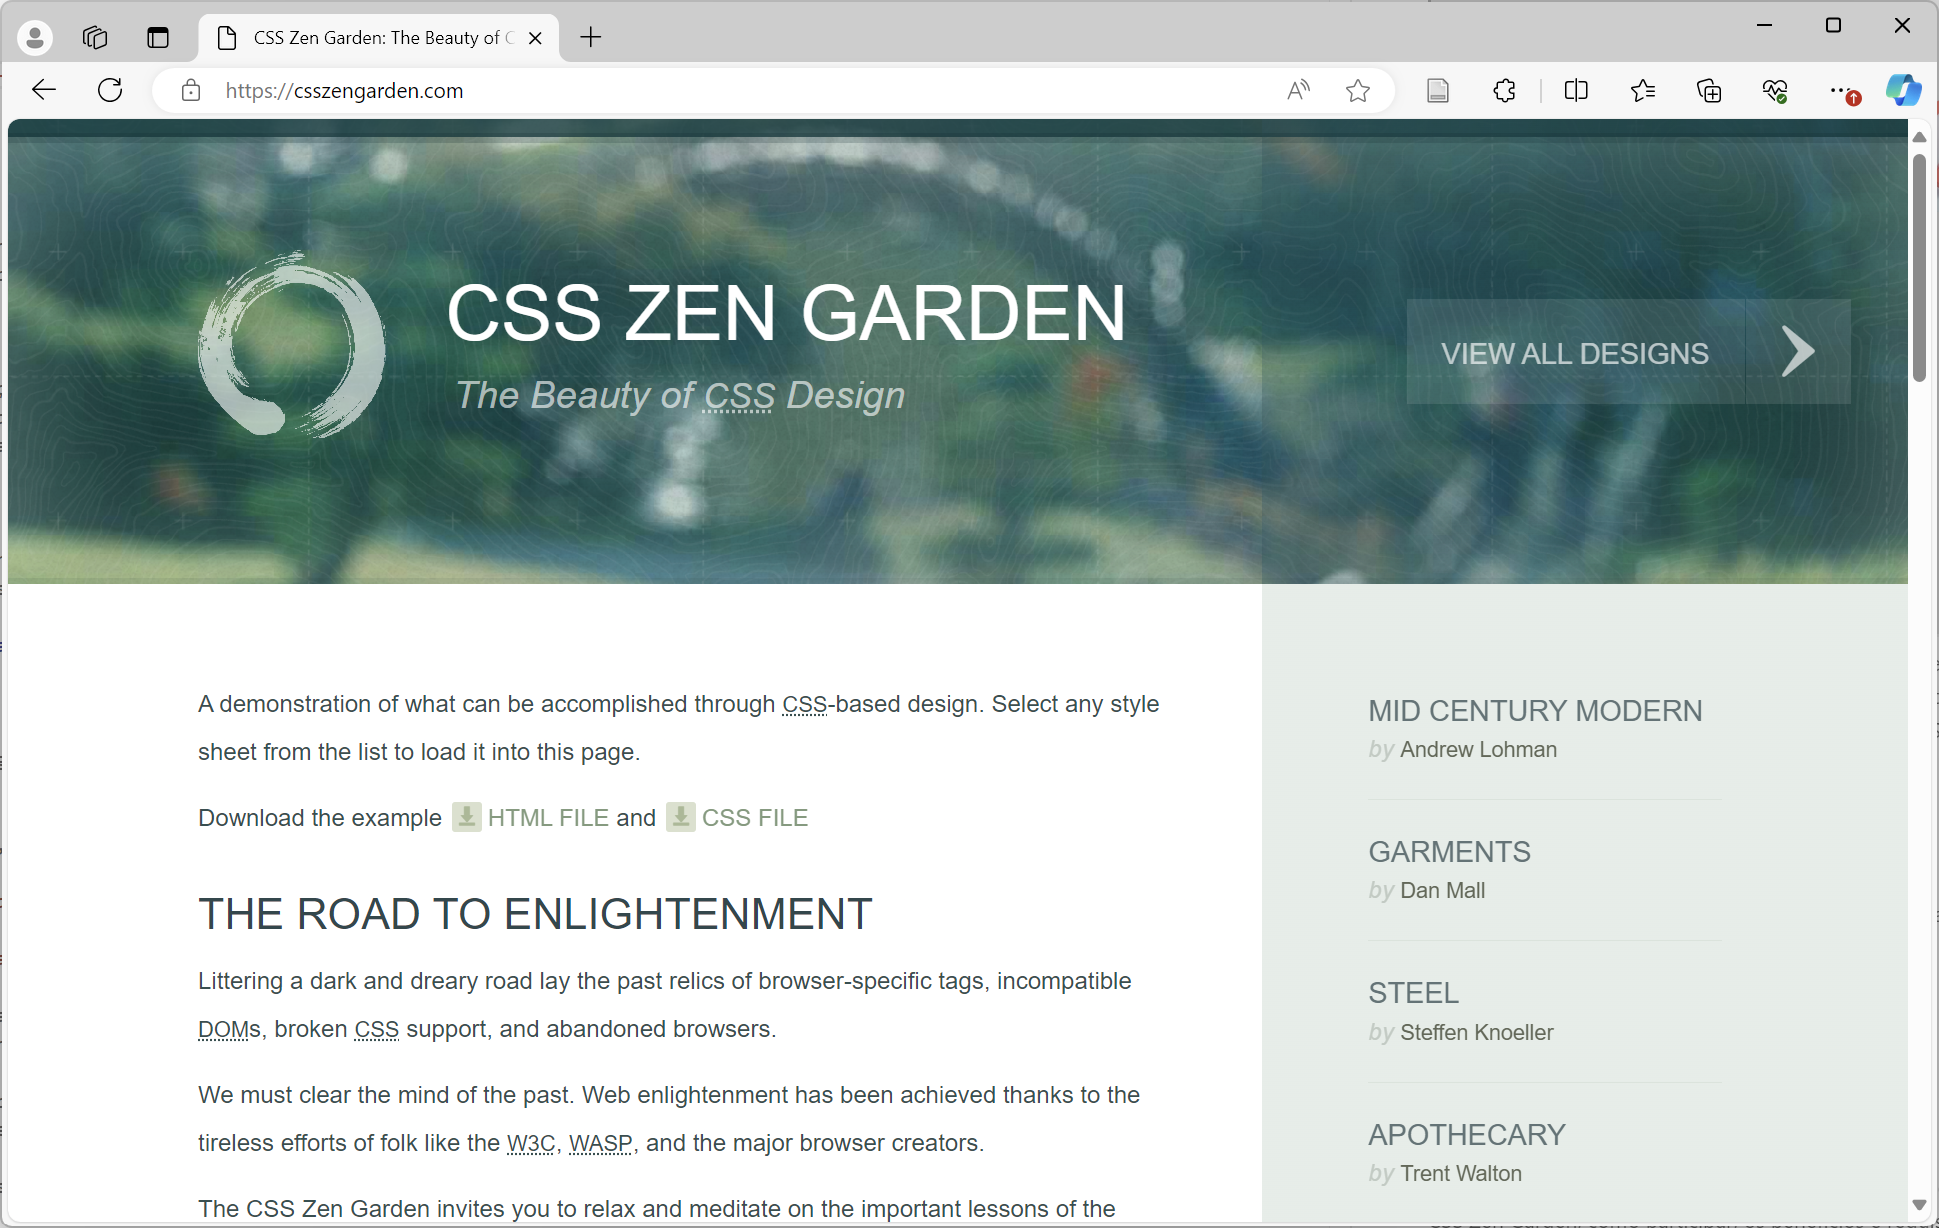 CSS Zen Garden: The Beauty of C
https://csszengarden.com
CSS ZEN GARDEN
The Beauty of CSS Design
VIEW ALL DESIGNS
A demonstration of what can be accomplished through CSS-based design. Select any style
sheet from the list to load it into this page.
Download the example HTML FILE and CSS FILE
THE ROAD TO ENLIGHTENMENT
Littering a dark and dreary road lay the past relics of browser-specific tags, incompatible
DOMs, broken CSS support, and abandoned browsers.
We must clear the mind of the past. Web enlightenment has been achieved thanks to the
tireless efforts of folk like the W3C, WASP, and the major browser creators.
The CSS Zen Garden invites you to relax and meditate on the important lessons of the
MID CENTURY MODERN
by Andrew Lohman
GARMENTS
by Dan Mall
STEEL
by Steffen Knoeller
APOTHECARY
by Trent Walton